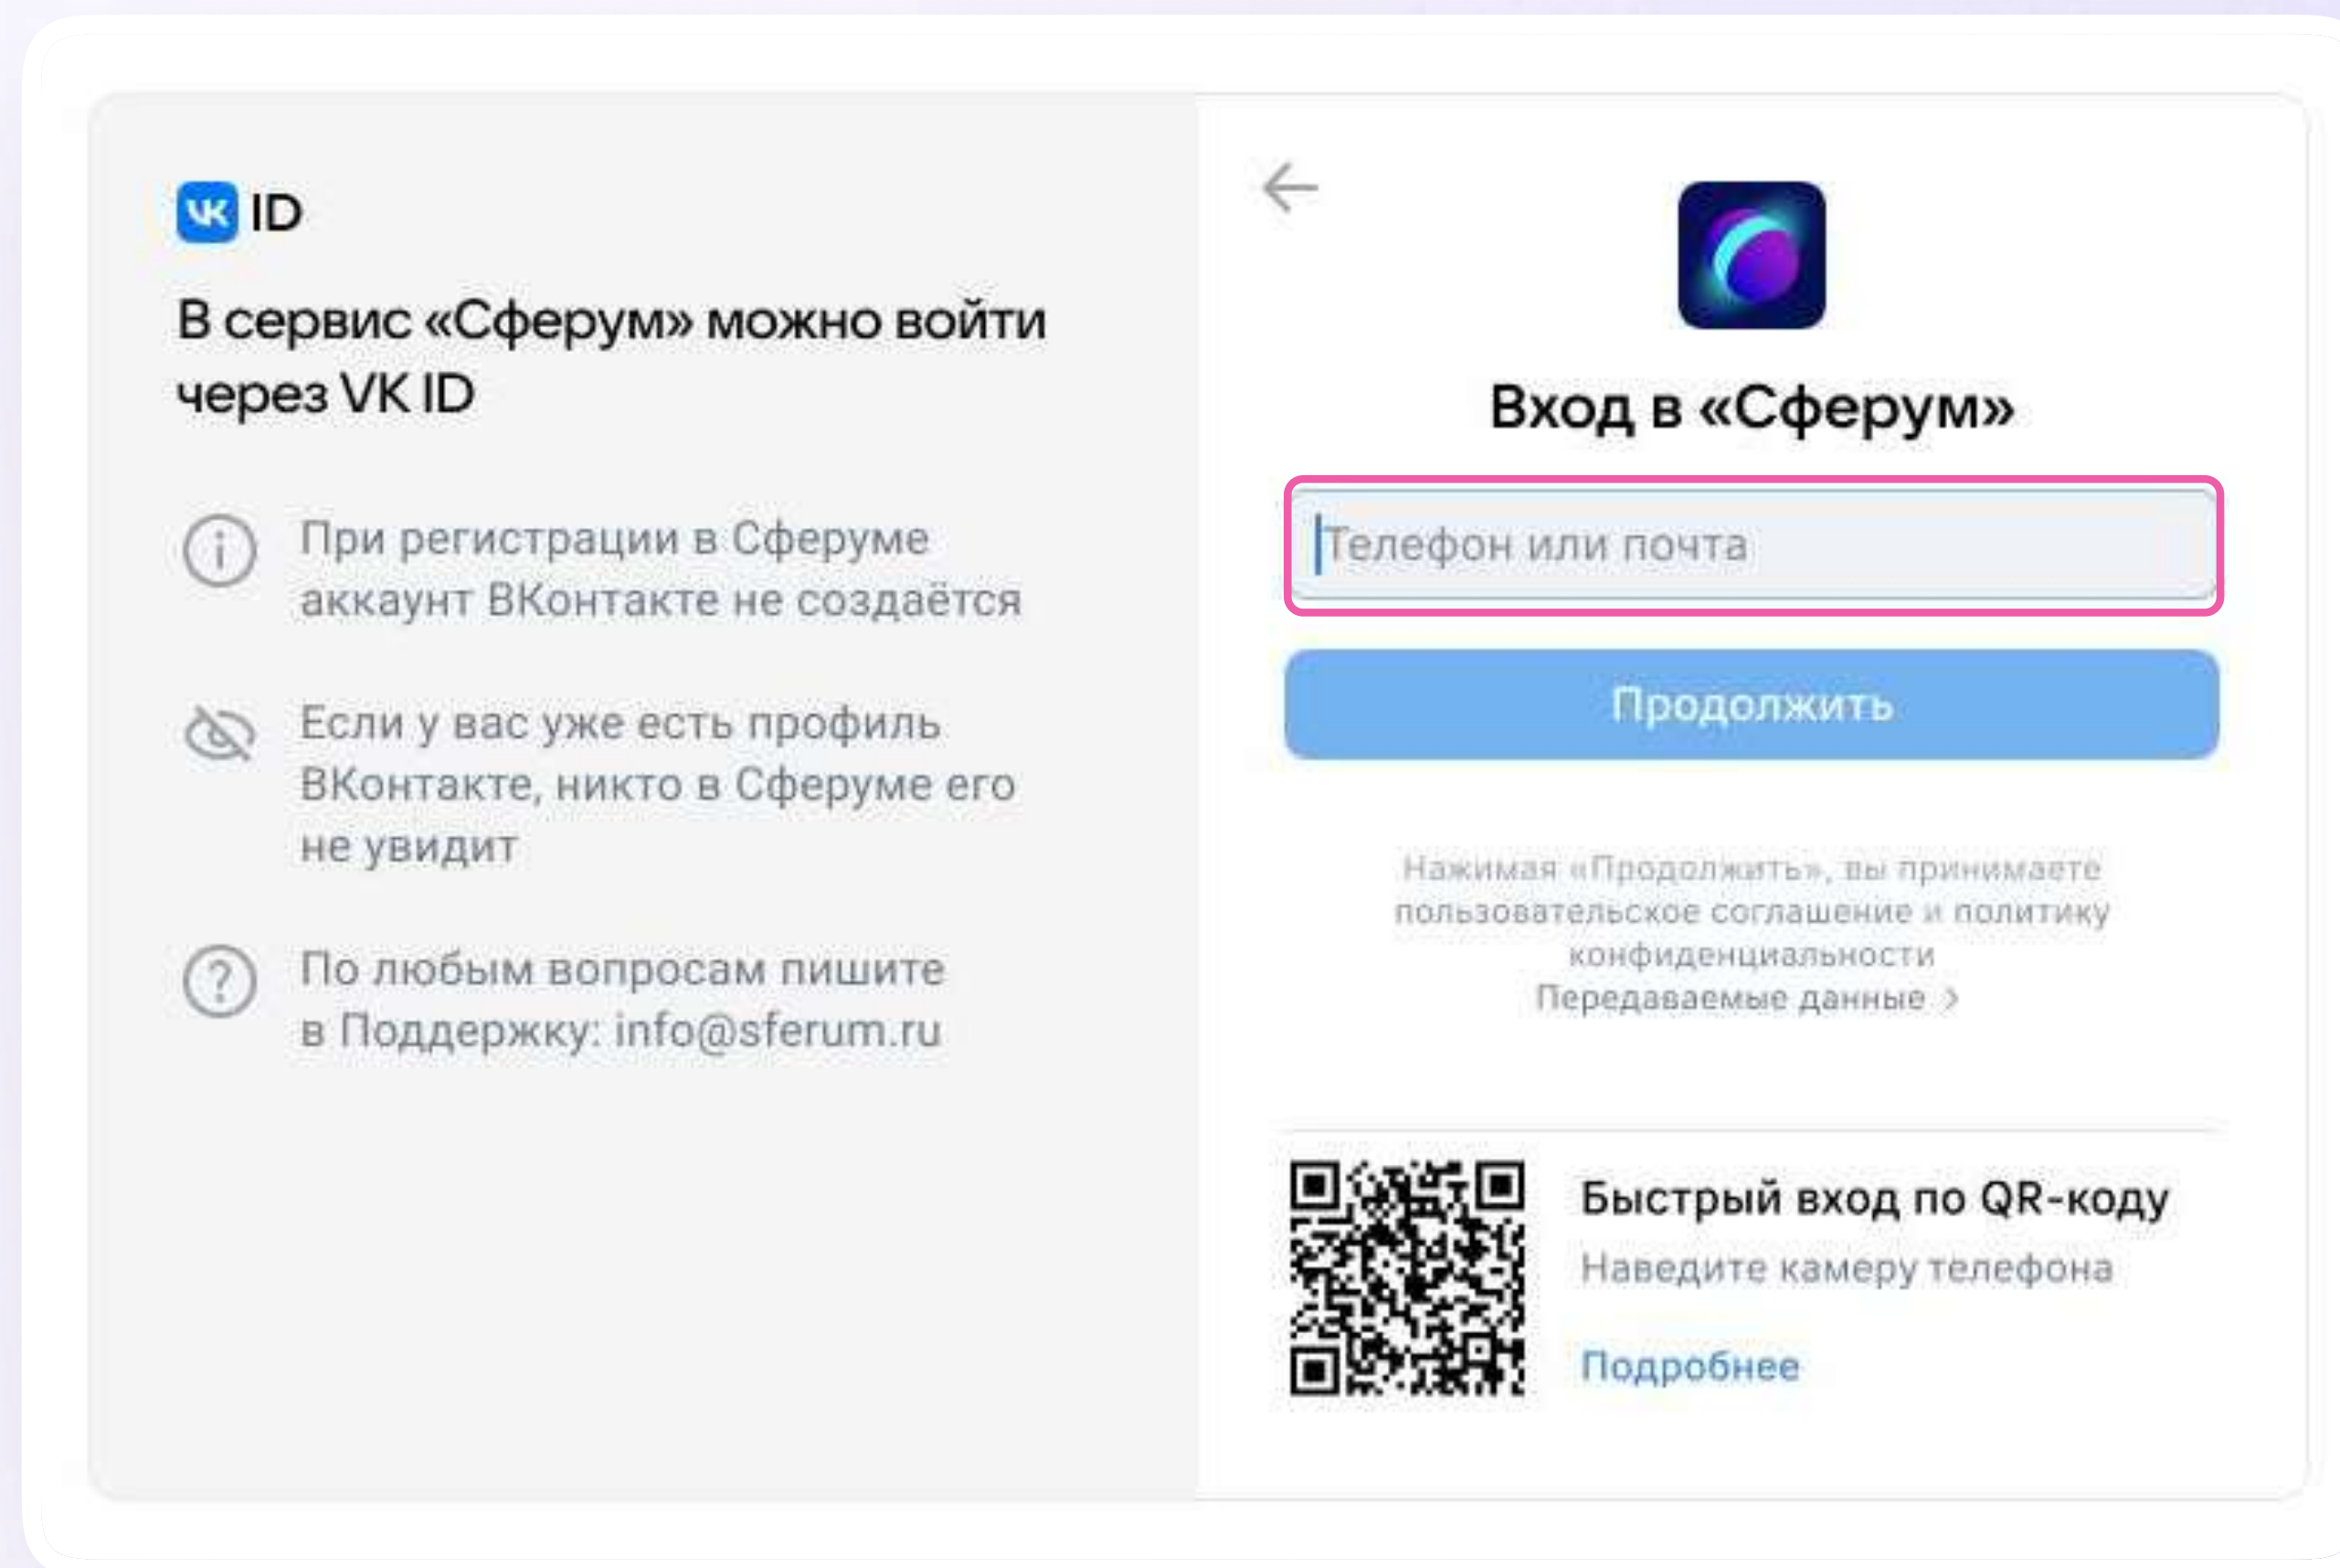 VK ID
В сервис «Сферум» можно войти
через VK ID
При регистрации в Сферуме
аккаунт ВКонтакте не создаётся
Если у вас уже есть профиль
ВКонтакте, никто в Сферуме его
не увидит
По любым вопросам пишите
в Поддержку: info@sferum.ru
Вход в «Сферум»
Телефон или почта
Продолжить
Нажимая «Продолжить», вы принимаете
пользовательское соглашение и политику
конфиденциальности
Передаваемые данные >
Быстрый вход по QR-коду
Наведите камеру телефона
Подробнее